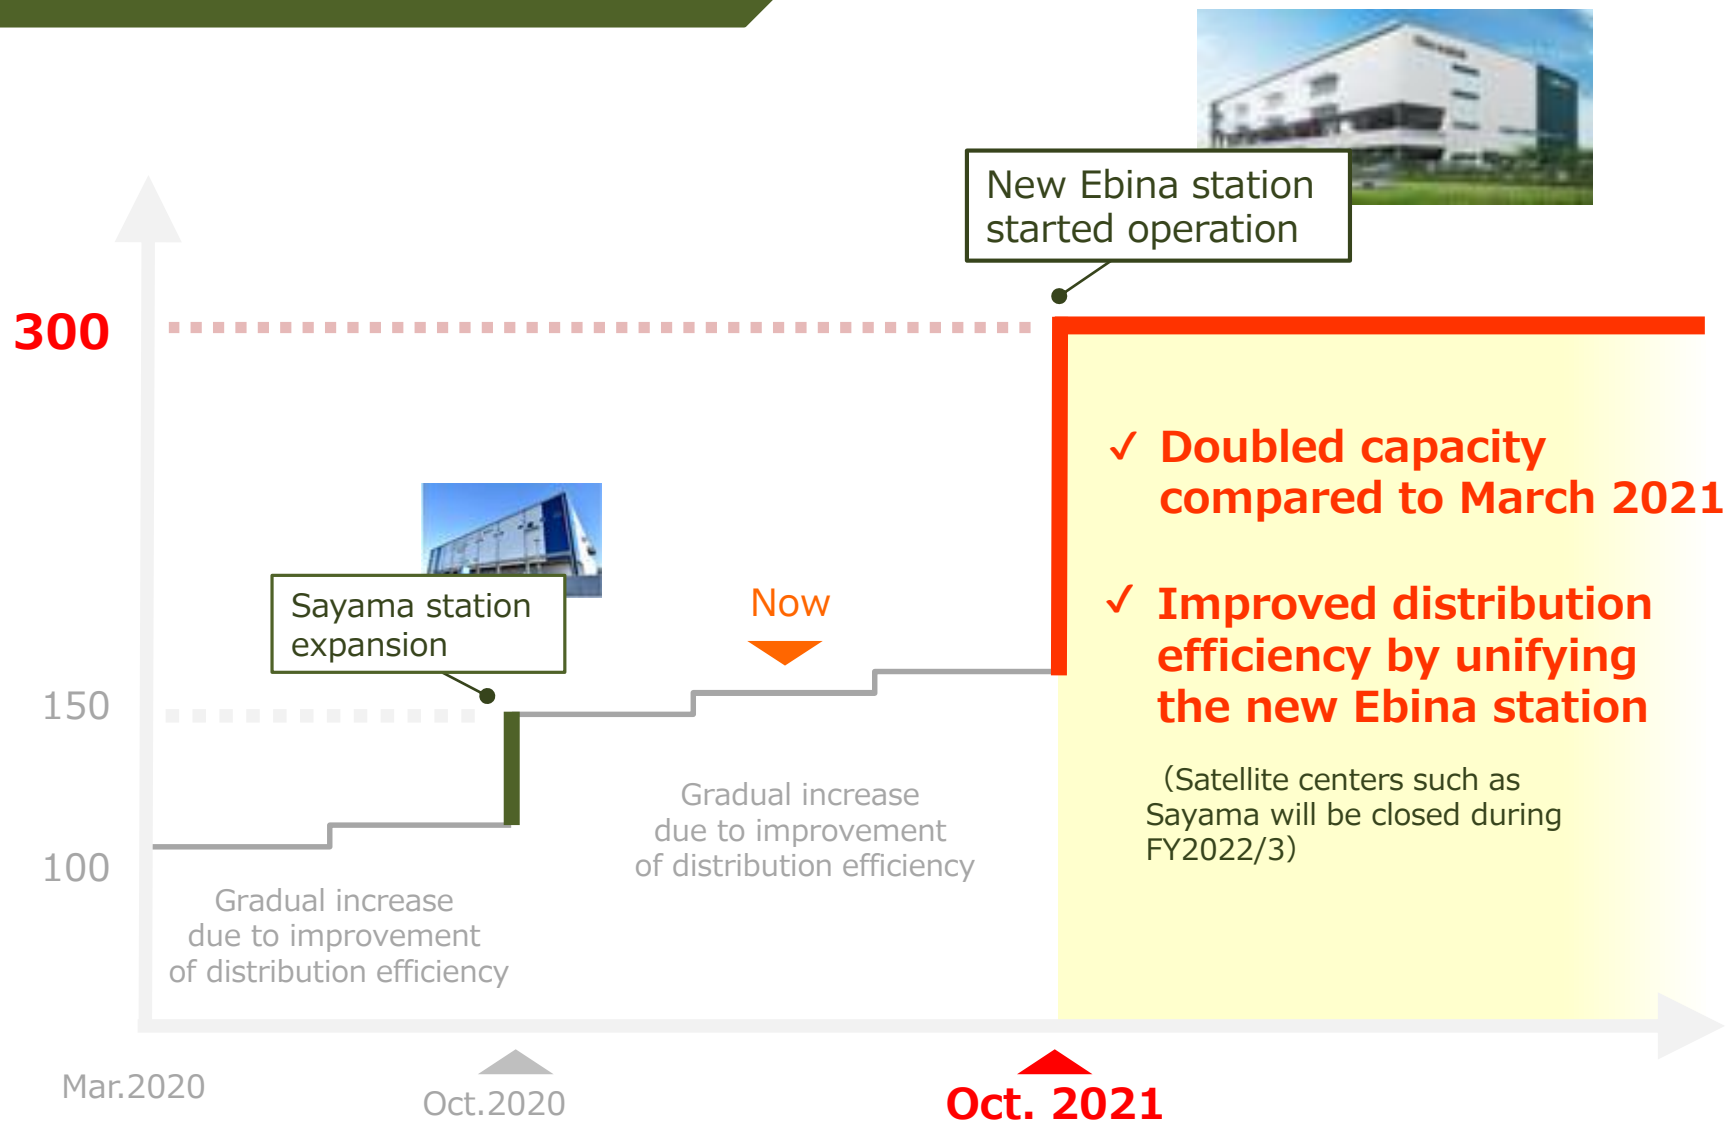 New Ebina station
started operation
300
✓ Doubled capacity
compared to March 2021
Sayama station
expansion
Now
✓ Improved distribution
efficiency by unifying
the new Ebina station
150
(Satellite centers such as
Sayama will be closed during
FY2022/3)
Gradual increase
due to improvement
of distribution efficiency
100
Gradual increase
due to improvement
of distribution efficiency
Mar.2020
Oct.2020
Oct. 2021